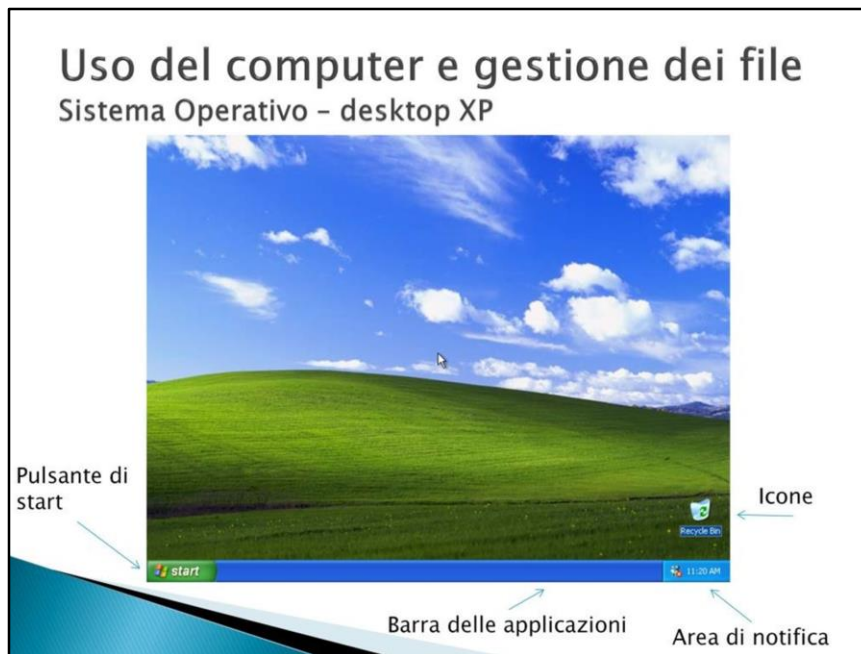 Uso del computer e gestione dei file
Sistema Operativo – desktop XP
Pulsante di
start
Icone
Recycle Bin
start
11:20 AM
Barra delle applicazioni
Area di notifica